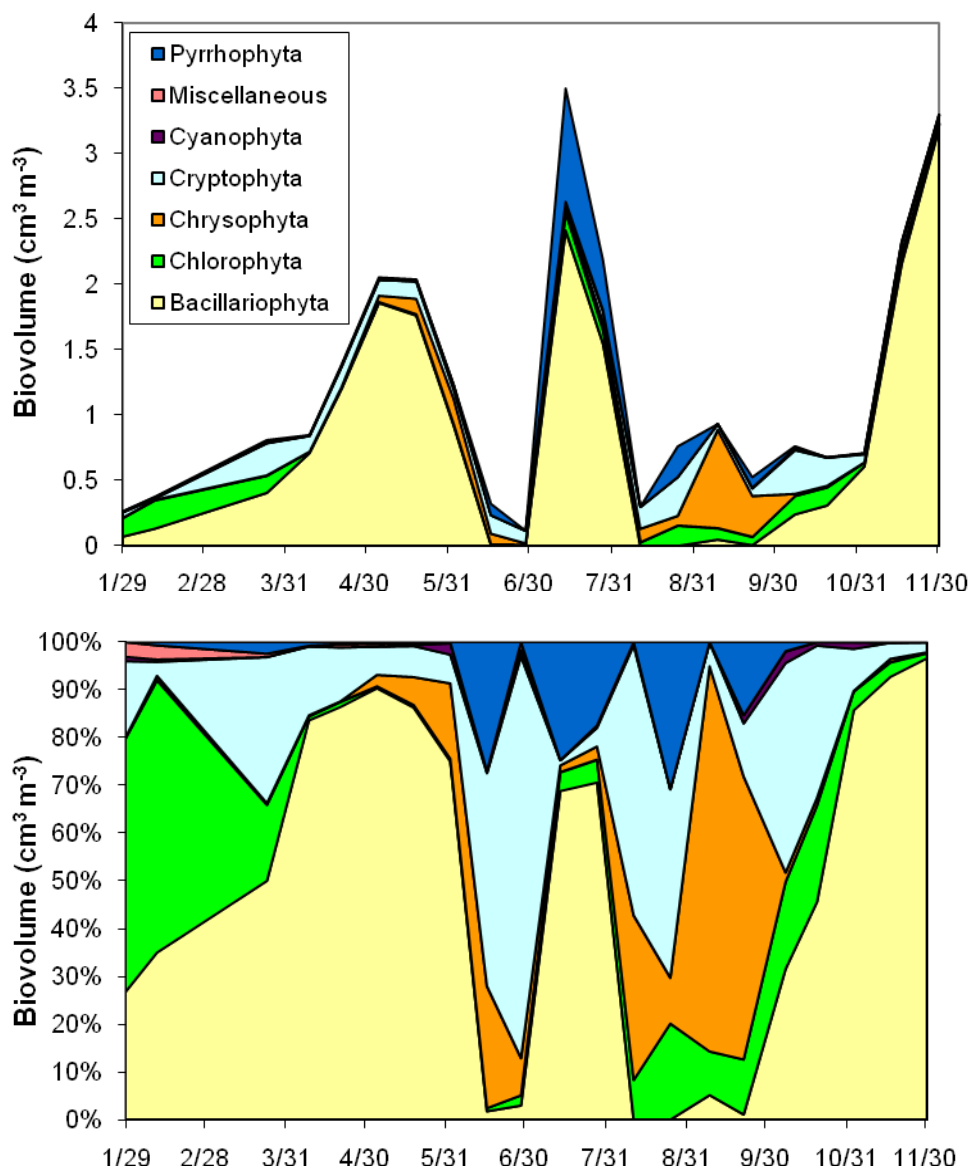 4
3.5
3
2.5
2
1.5
1
0.5
0
Biovolume (cm³ m⁻³)
Pyrrhophyta
Miscellaneous
Cyanophyta
Cryptophyta
Chrysophyta
Chlorophyta
Bacillariophyta
1/29 2/28 3/31 4/30 5/31 6/30 7/31 8/31 9/30 10/31 11/30
100%
90%
80%
70%
60%
50%
40%
30%
20%
10%
0%
Biovolume (cm³ m⁻³)
1/29 2/28 3/31 4/30 5/31 6/30 7/31 8/31 9/30 10/31 11/30